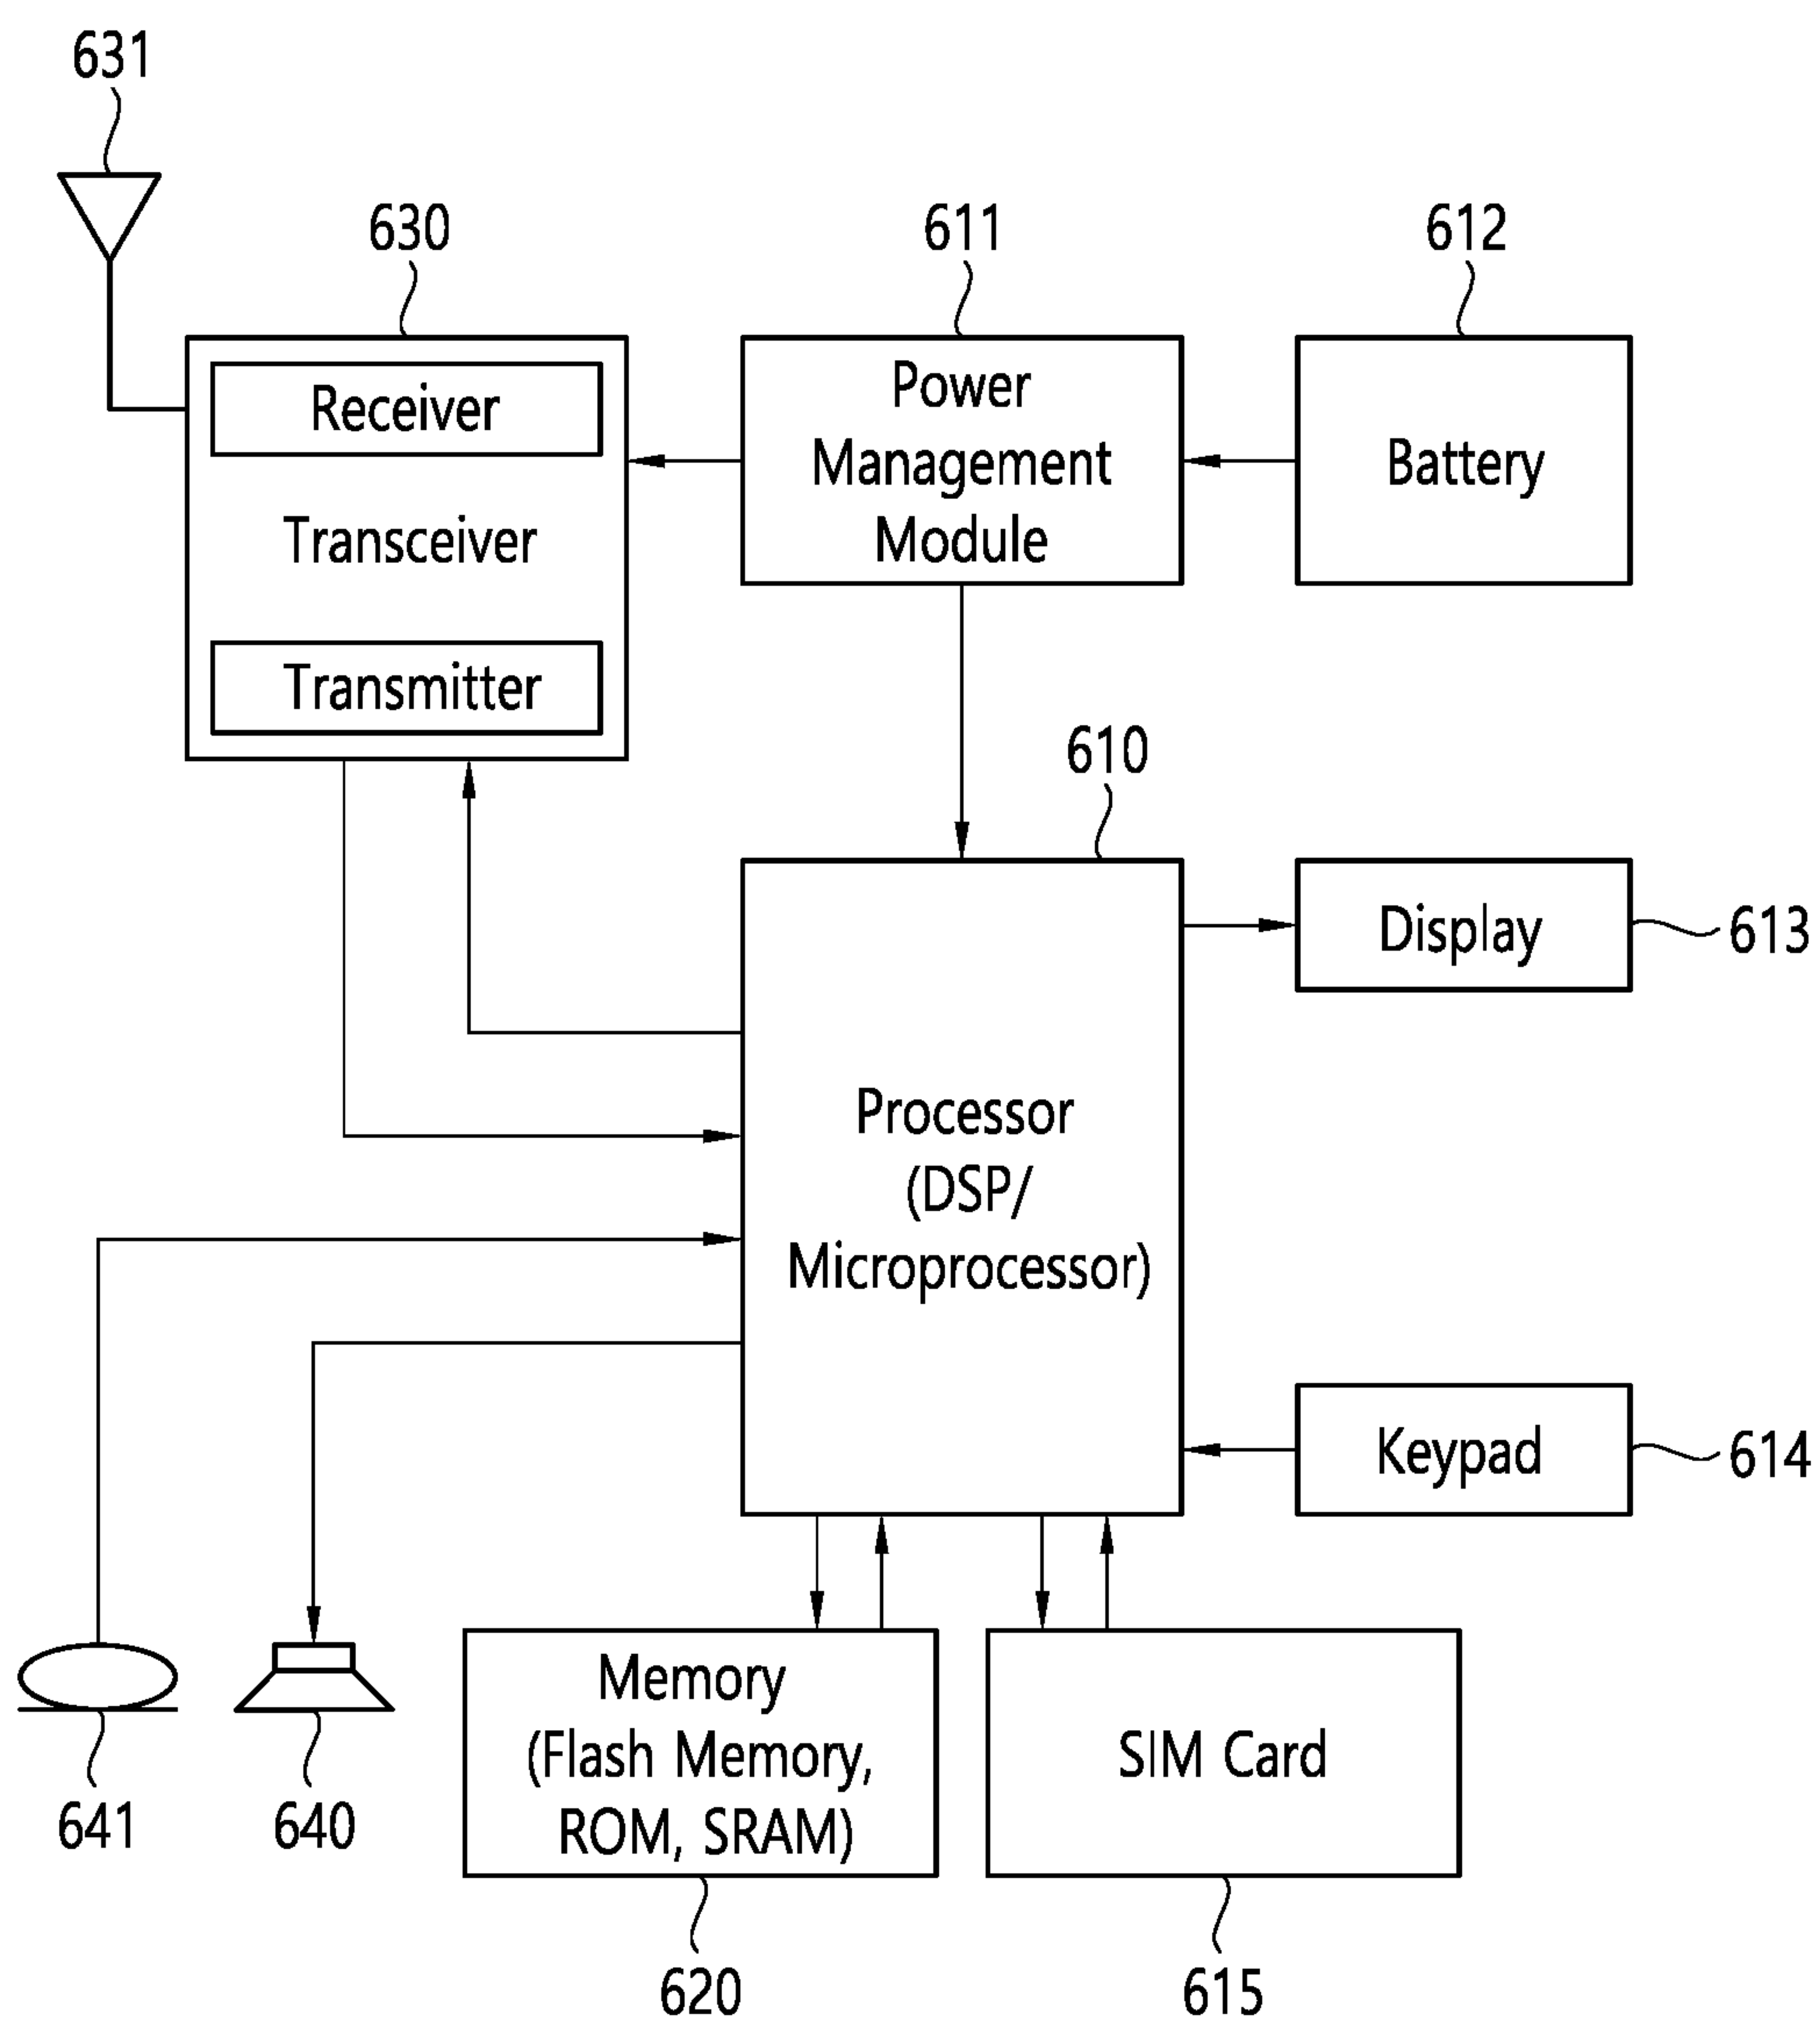 631
630
611
612
Receiver
Transceiver
Transmitter
Power
Management
Module
Battery
610
Display
613
Processor
(DSP/
Microprocessor)
Keypad
614
Memory
(Flash Memory,
ROM, SRAM)
SIM Card
641
640
620
615